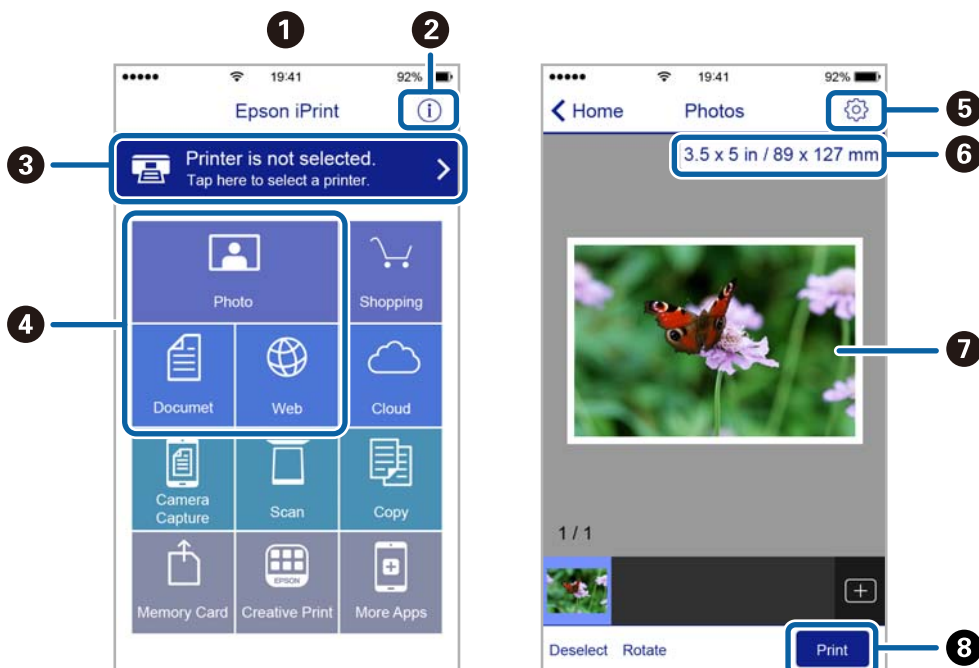 1
2
19:41
92%
Epson iPrint
3
Printer is not selected.
Tap here to select a printer.
4
Photo
Shopping
Documet
Web
Cloud
Camera
Capture
Scan
Copy
EPSON
Memory Card
Creative Print
More Apps
19:41
92%
Home
Photos
5
3.5 x 5 in / 89 x 127 mm
6
7
1 / 1
Deselect
Rotate
Print
8